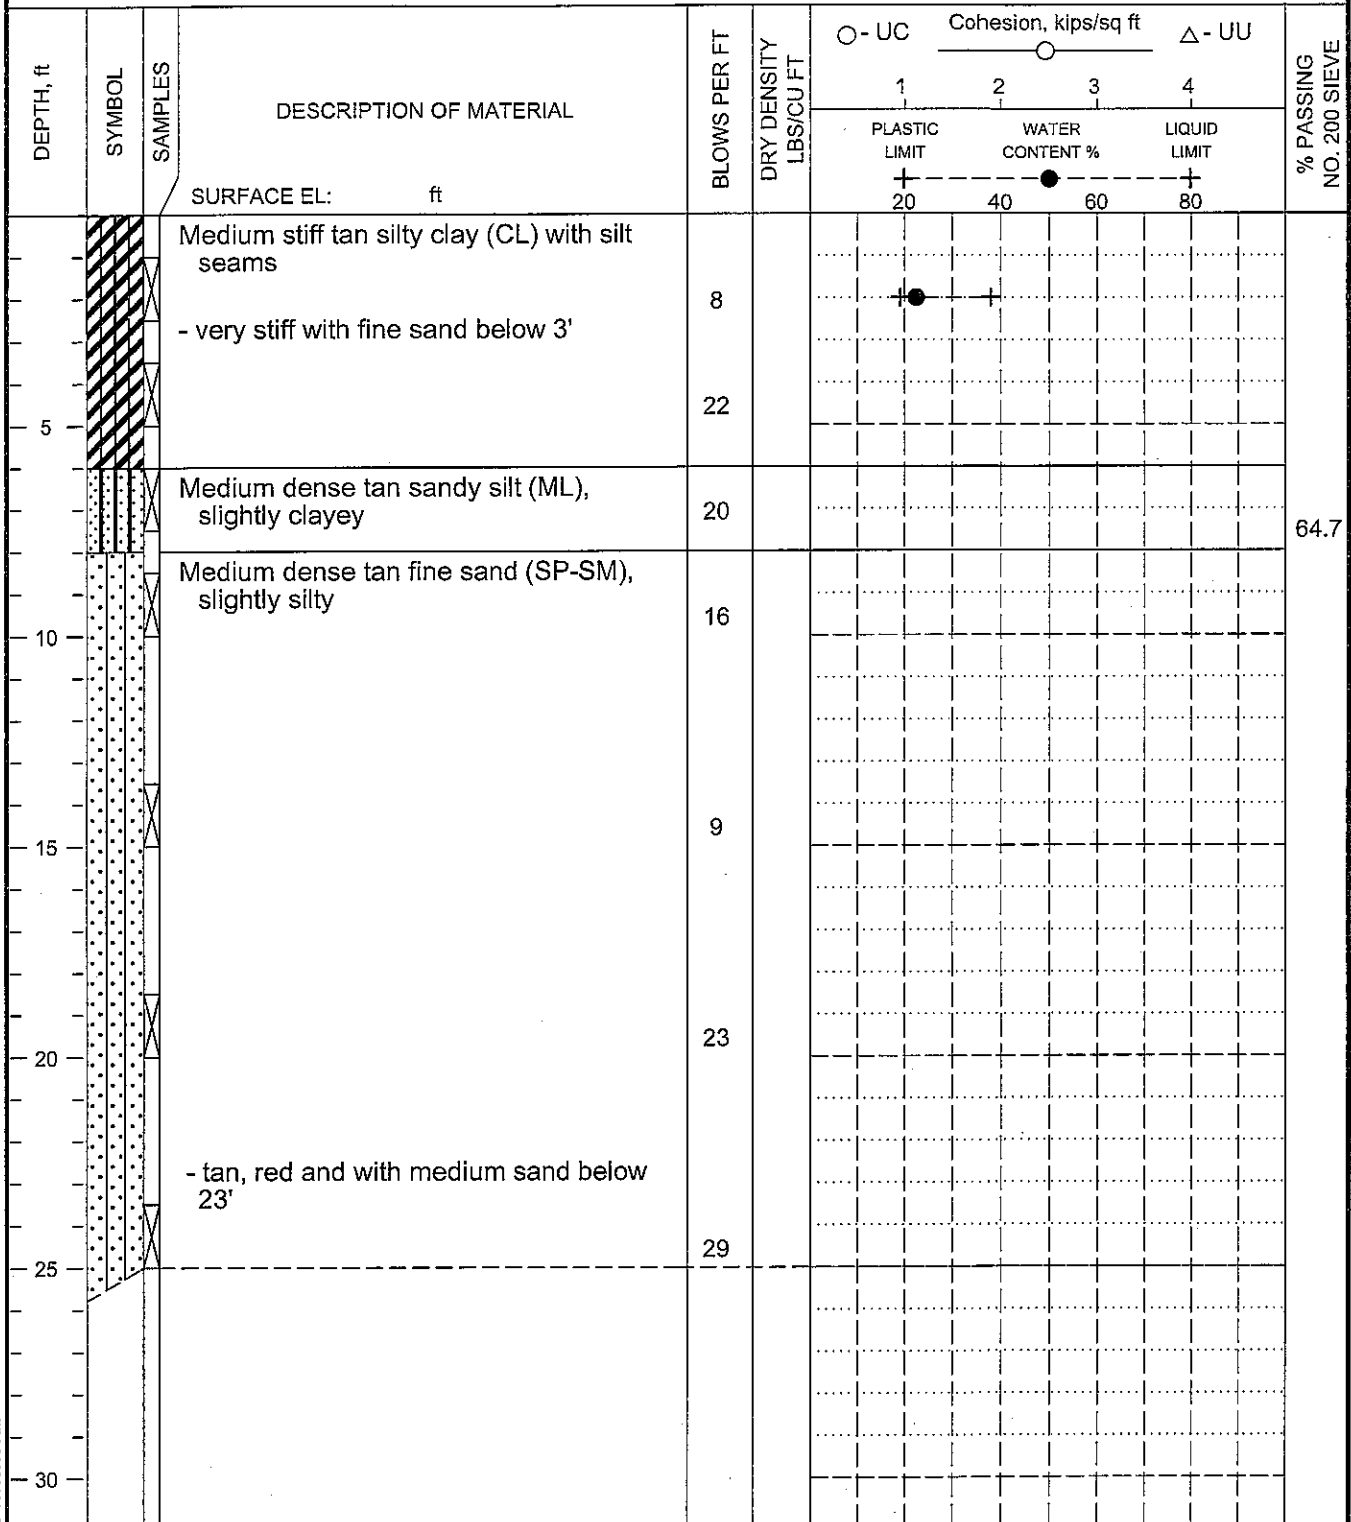 DEPTH, ft
SYMBOL
SAMPLES
DESCRIPTION OF MATERIAL
SURFACE EL: ft
BLOWS PER FT
DRY DENSITY
LBS/CU FT
○ - UC Cohesion, kips/sq ft △ - UU
1 2 3 4
PLASTIC WATER LIQUID
LIMIT CONTENT % LIMIT
20 40 60 80
% PASSING
NO. 200 SIEVE
Medium stiff tan silty clay (CL) with silt
seams
8
- very stiff with fine sand below 3'
22
5
Medium dense tan sandy silt (ML),
slightly clayey
20
64.7
Medium dense tan fine sand (SP-SM),
slightly silty
16
10
9
15
23
20
- tan, red and with medium sand below
23'
29
25
30